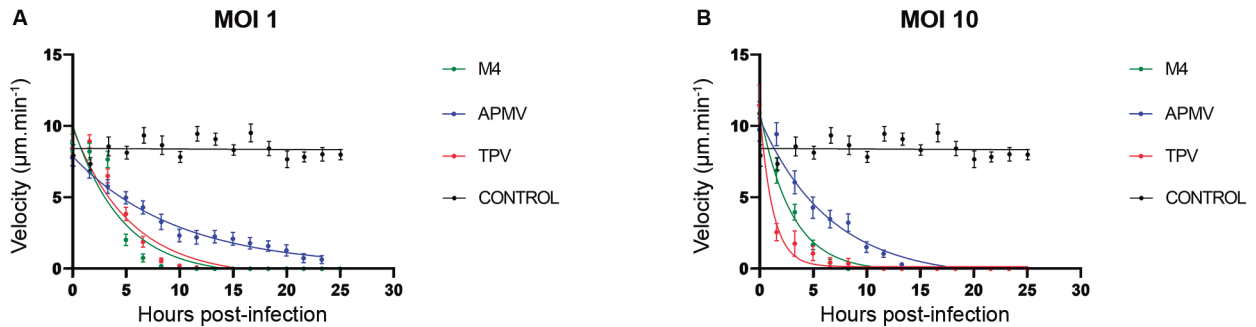 A
MOI 1
15
10
5
0
0
5
10
15
20
25
30
Velocity (µm.min-1)
Hours post-infection
M4
APMV
TPV
CONTROL
B
MOI 10
15
10
5
0
0
5
10
15
20
25
30
Velocity (µm.min-1)
Hours post-infection
M4
APMV
TPV
CONTROL